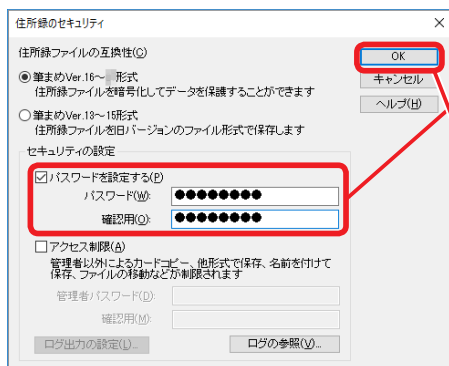 住所録のセキュリティ
住所録ファイルの互換性(C)
OK
筆まめVer.16～ 形式
住所録ファイルを暗号化してデータを保護することができます
キャンセル
ヘルプ(H)
筆まめVer.13～15形式
住所録ファイルを旧バージョンのファイル形式で保存します
セキュリティの設定
パスワードを設定する(P)
パスワード(W): ●●●●●●●●
確認用(O): ●●●●●●●●
アクセス制限(A)
管理者以外によるカードコピー、他形式で保存、名前を付けて
保存、ファイルの移動などが制限されます
管理者パスワード(D):
確認用(M):
ログ出力の設定(L)... ログの参照(V)...